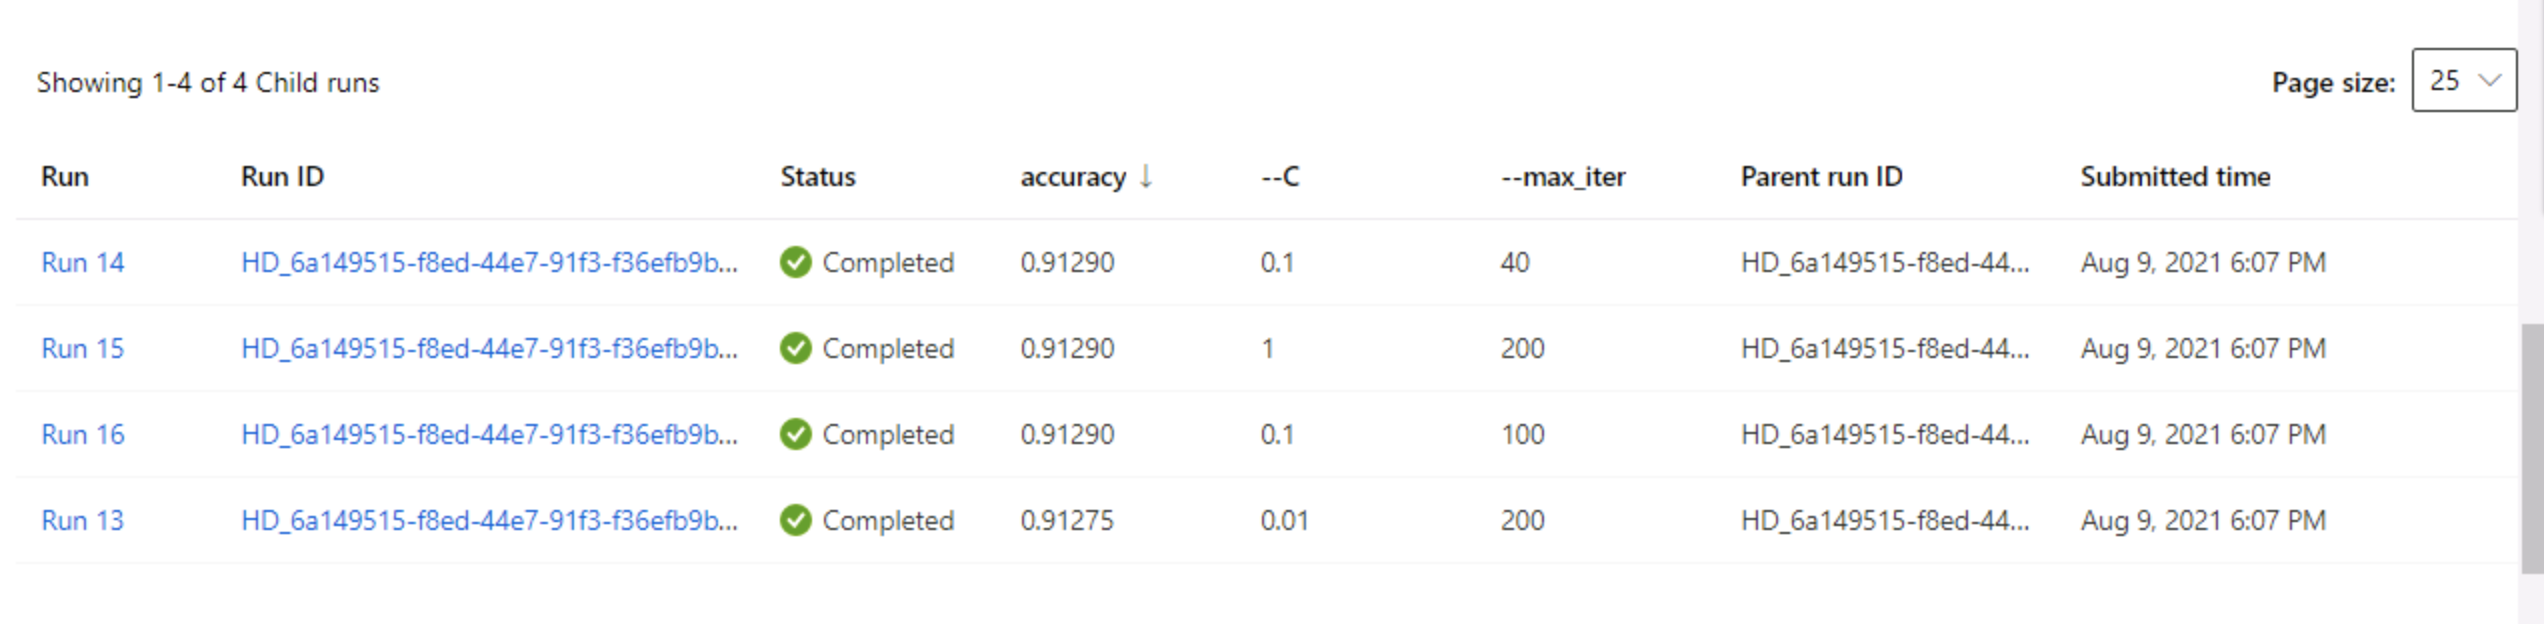 Showing 1-4 of 4 Child runs Page size: 25
Run Run ID Status accuracy ↓ --C --max_iter Parent run ID Submitted time
Run 14 HD_6a149515-f8ed-44e7-91f3-f36efb9b... Completed 0.91290 0.1 40 HD_6a149515-f8ed-44... Aug 9, 2021 6:07 PM
Run 15 HD_6a149515-f8ed-44e7-91f3-f36efb9b... Completed 0.91290 1 200 HD_6a149515-f8ed-44... Aug 9, 2021 6:07 PM
Run 16 HD_6a149515-f8ed-44e7-91f3-f36efb9b... Completed 0.91290 0.1 100 HD_6a149515-f8ed-44... Aug 9, 2021 6:07 PM
Run 13 HD_6a149515-f8ed-44e7-91f3-f36efb9b... Completed 0.91275 0.01 200 HD_6a149515-f8ed-44... Aug 9, 2021 6:07 PM